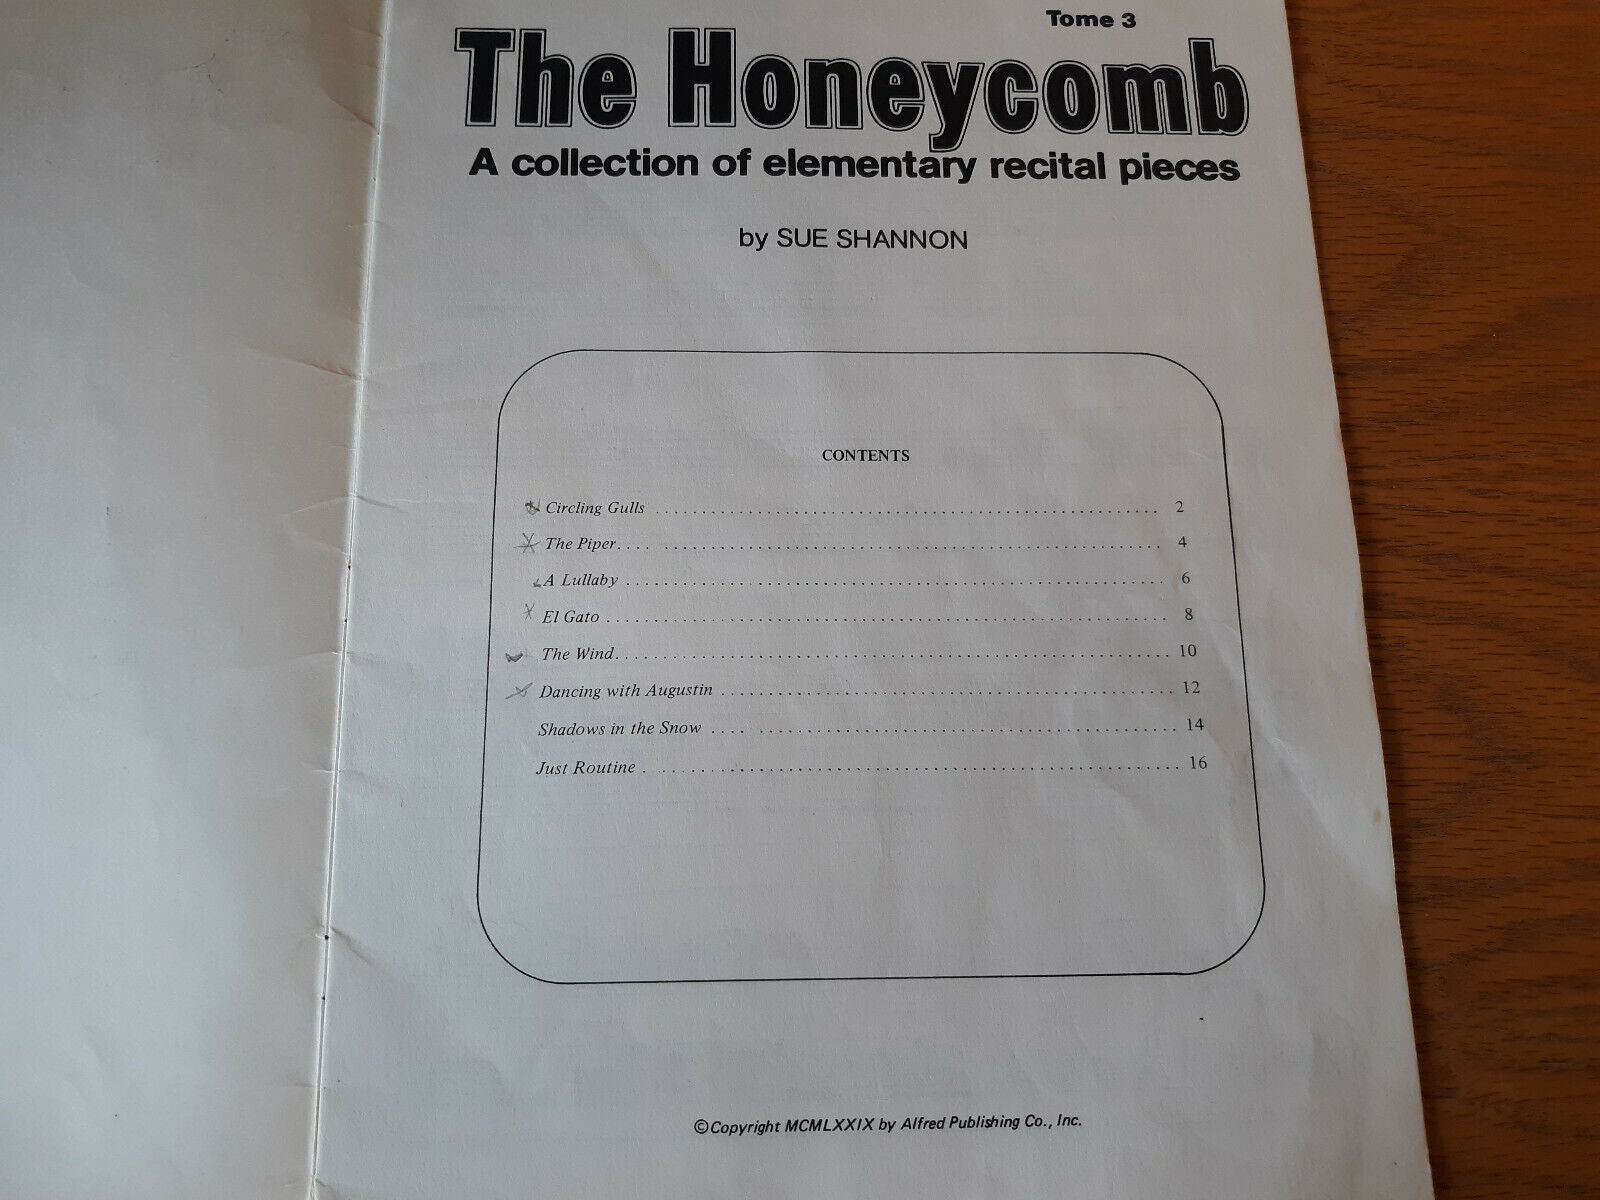 Tome 3
The Honeycomb
A collection of elementary recital pieces
by SUE SHANNON
CONTENTS
Circling Gulls 2
The Piper 4
A Lullaby 6
El Gato 8
The Wind 10
Dancing with Augustin 12
Shadows in the Snow 14
Just Routine 16
©Copyright MCMLXXIX by Alfred Publishing Co., Inc.